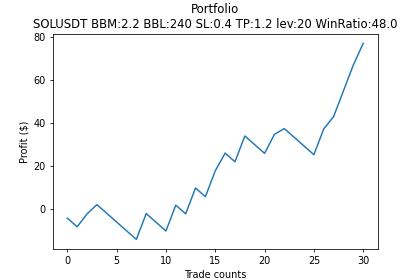 Portfolio
SOLUSDT BBM:2.2 BBL:240 SL:0.4 TP:1.2 lev:20 WinRatio:48.0
80
60
40
20
0
Profit ($)
0 5 10 15 20 25 30
Trade counts